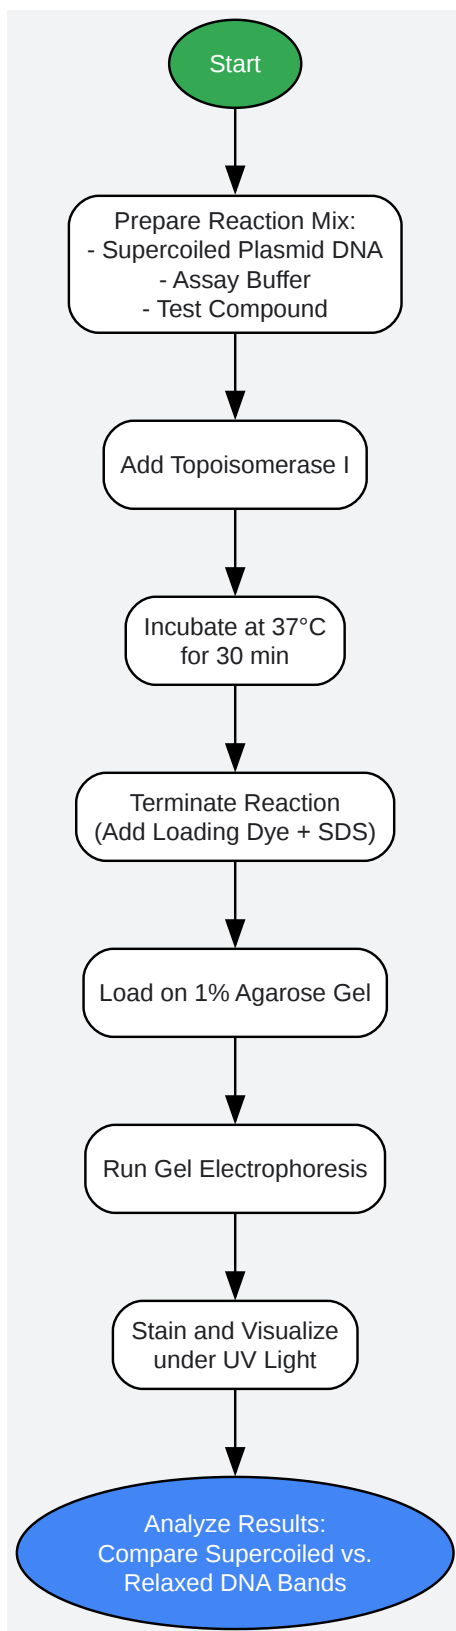 Start
Prepare Reaction Mix:
- Supercoiled Plasmid DNA
- Assay Buffer
- Test Compound
Add Topoisomerase I
Incubate at 37°C
for 30 min
Terminate Reaction
(Add Loading Dye + SDS)
Load on 1% Agarose Gel
Run Gel Electrophoresis
Stain and Visualize
under UV Light
Analyze Results:
Compare Supercoiled vs.
Relaxed DNA Bands